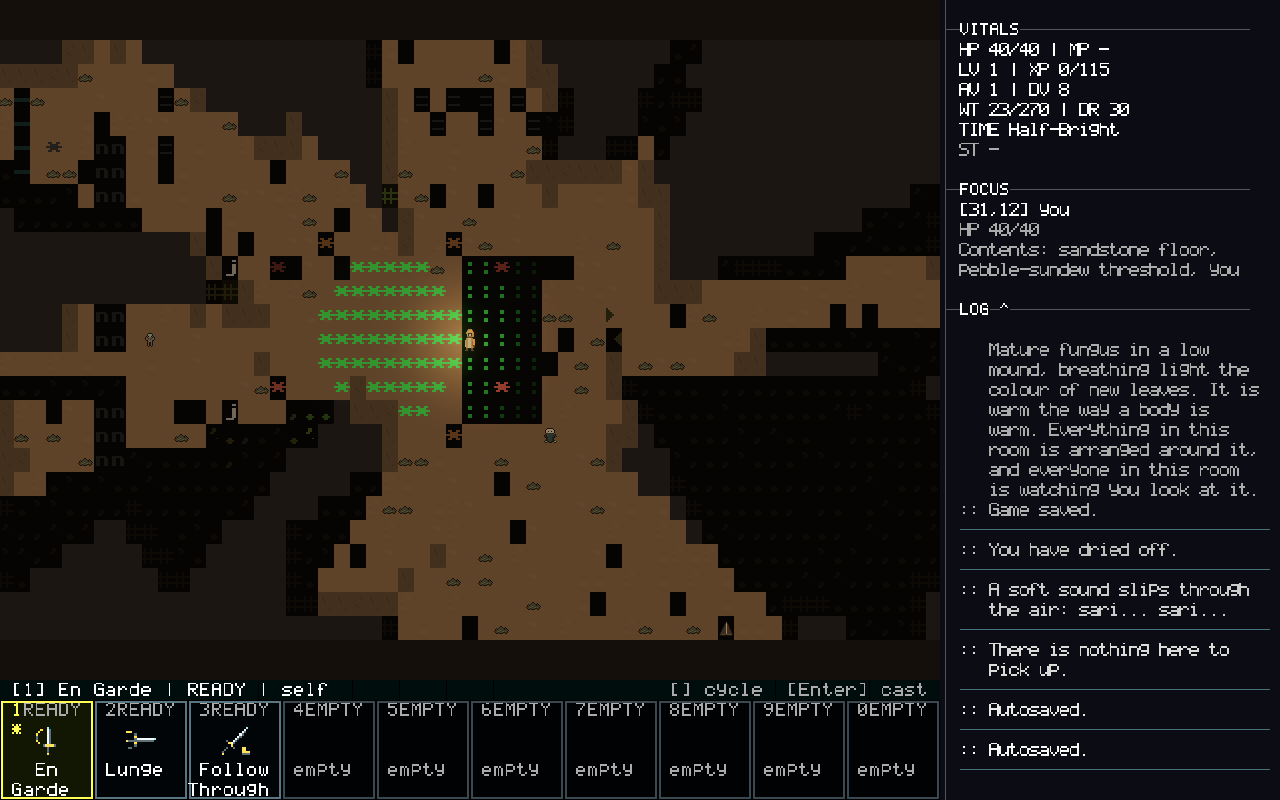 VITALS
HP 40/40 | MP -
LV 1 | XP 0/115
AV 1 | DV 8
WT 23/270 | DR 30
TIME Half-Bright
ST -
FOCUS
[31,12] You
HP 40/40
Contents: sandstone floor,
Pebble-sundew threshold, You
LOG ^
Mature fungus in a low
mound, breathing light the
colour of new leaves. It is
warm the way a body is
warm. Everything in this
room is arranged around it,
and everyone in this room
is watching you look at it.
:: Game saved.
:: You have dried off.
:: A soft sound slips through
the air: sari... sari...
:: There is nothing here to
pick up.
:: Autosaved.
:: Autosaved.
[1] En Garde | READY | self
[] cycle [Enter] cast
1READY 2READY 3READY 4EMPTY 5EMPTY 6EMPTY 7EMPTY 8EMPTY 9EMPTY 0EMPTY
*
En Lunge Follow empty empty empty empty empty empty empty
Garde Through